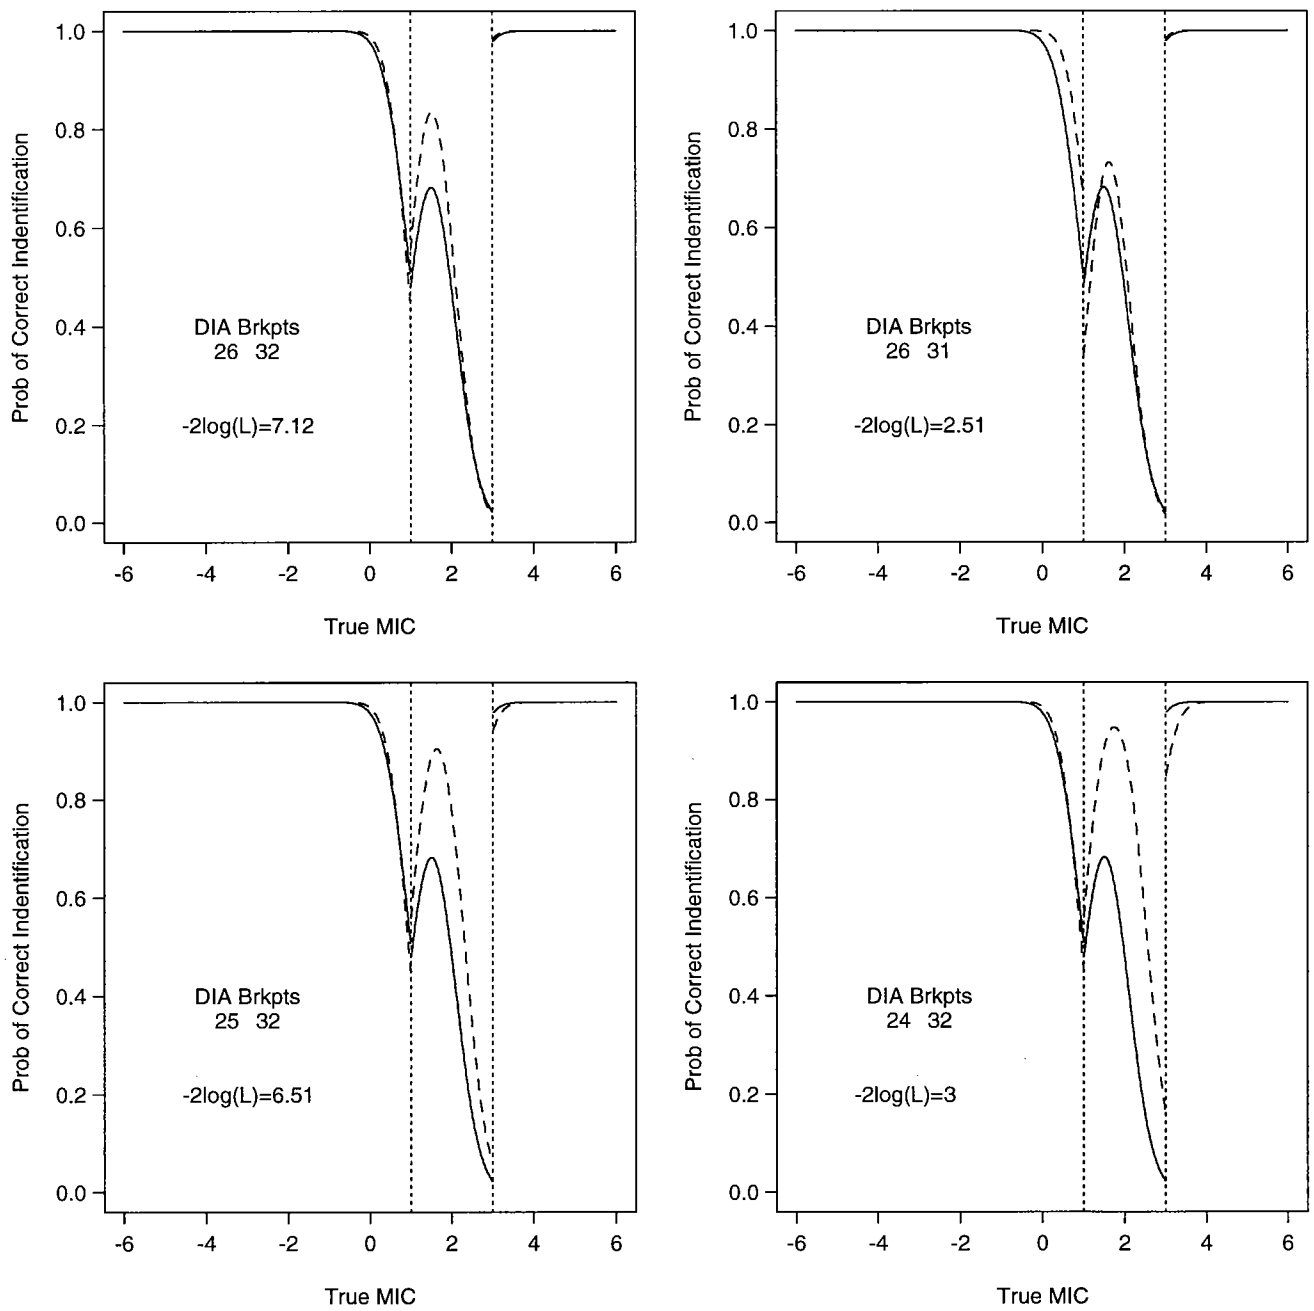 Prob of Correct Indentification
1.0
0.8
0.6
0.4
0.2
0.0
DIA Brkpts
26 32
-2log(L)=7.12
-6 -4 -2 0 2 4 6
True MIC
Prob of Correct Indentification
1.0
0.8
0.6
0.4
0.2
0.0
DIA Brkpts
26 31
-2log(L)=2.51
-6 -4 -2 0 2 4 6
True MIC
Prob of Correct Indentification
1.0
0.8
0.6
0.4
0.2
0.0
DIA Brkpts
25 32
-2log(L)=6.51
-6 -4 -2 0 2 4 6
True MIC
Prob of Correct Indentification
1.0
0.8
0.6
0.4
0.2
0.0
DIA Brkpts
24 32
-2log(L)=3
-6 -4 -2 0 2 4 6
True MIC